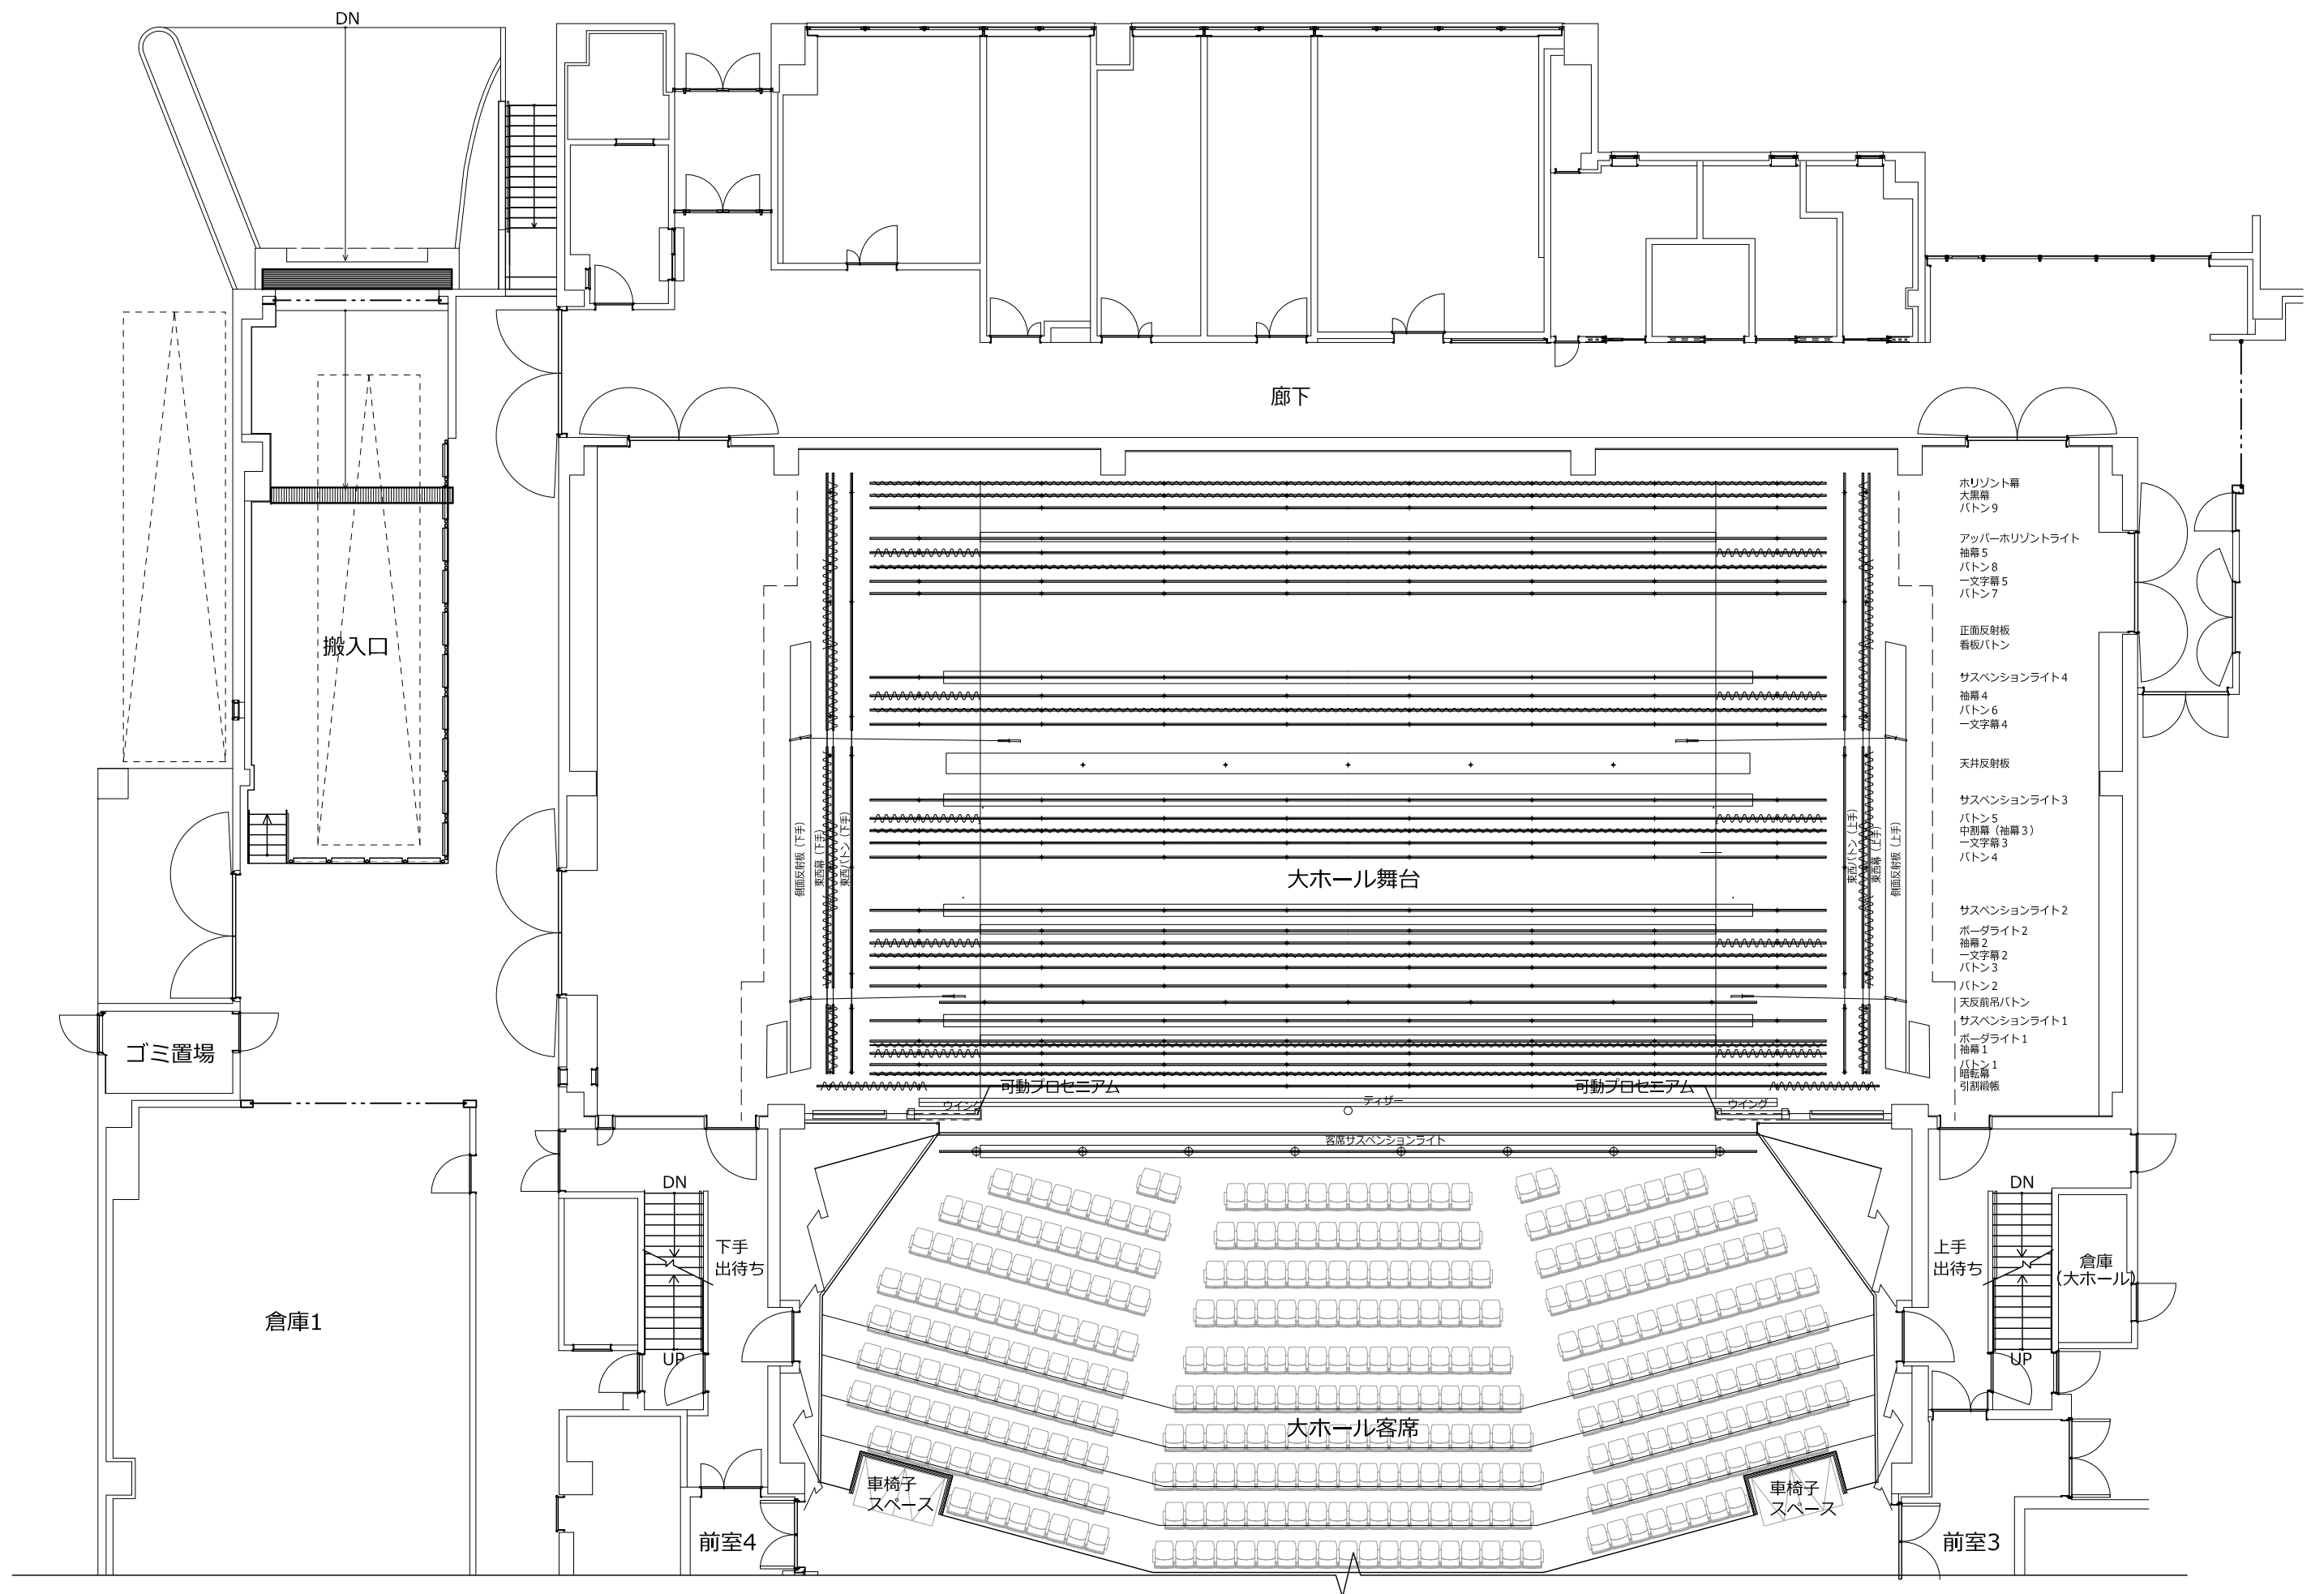 DN
廊下
ホリゾント幕
大黒幕
バトン9
アッパーホリゾントライト
袖幕5
バトン8
一文字幕5
バトン7
正面反射板
看板バトン
搬入口
サスペンションライト4
袖幕4
バトン6
一文字幕4
天井反射板
サスペンションライト3
バトン5
中割幕（袖幕3）
一文字幕3
バトン4
側面反射板（下手）
東西幕（下手）
東西バトン（下手）
大ホール舞台
東西バトン（上手）
東西幕（上手）
側面反射板（上手）
サスペンションライト2
ボーダライト2
袖幕2
一文字幕2
バトン3
バトン2
天反前吊バトン
サスペンションライト1
ボーダライト1
袖幕1
バトン1
暗転幕
引割緞帳
ゴミ置場
可動プロセニアム
可動プロセニアム
ウイング
ティザー
ウイング
客席サスペンションライト
DN
下手
出待ち
UP
DN
上手
出待ち
UP
倉庫
(大ホール)
倉庫1
大ホール客席
車椅子
スペース
車椅子
スペース
前室4
前室3